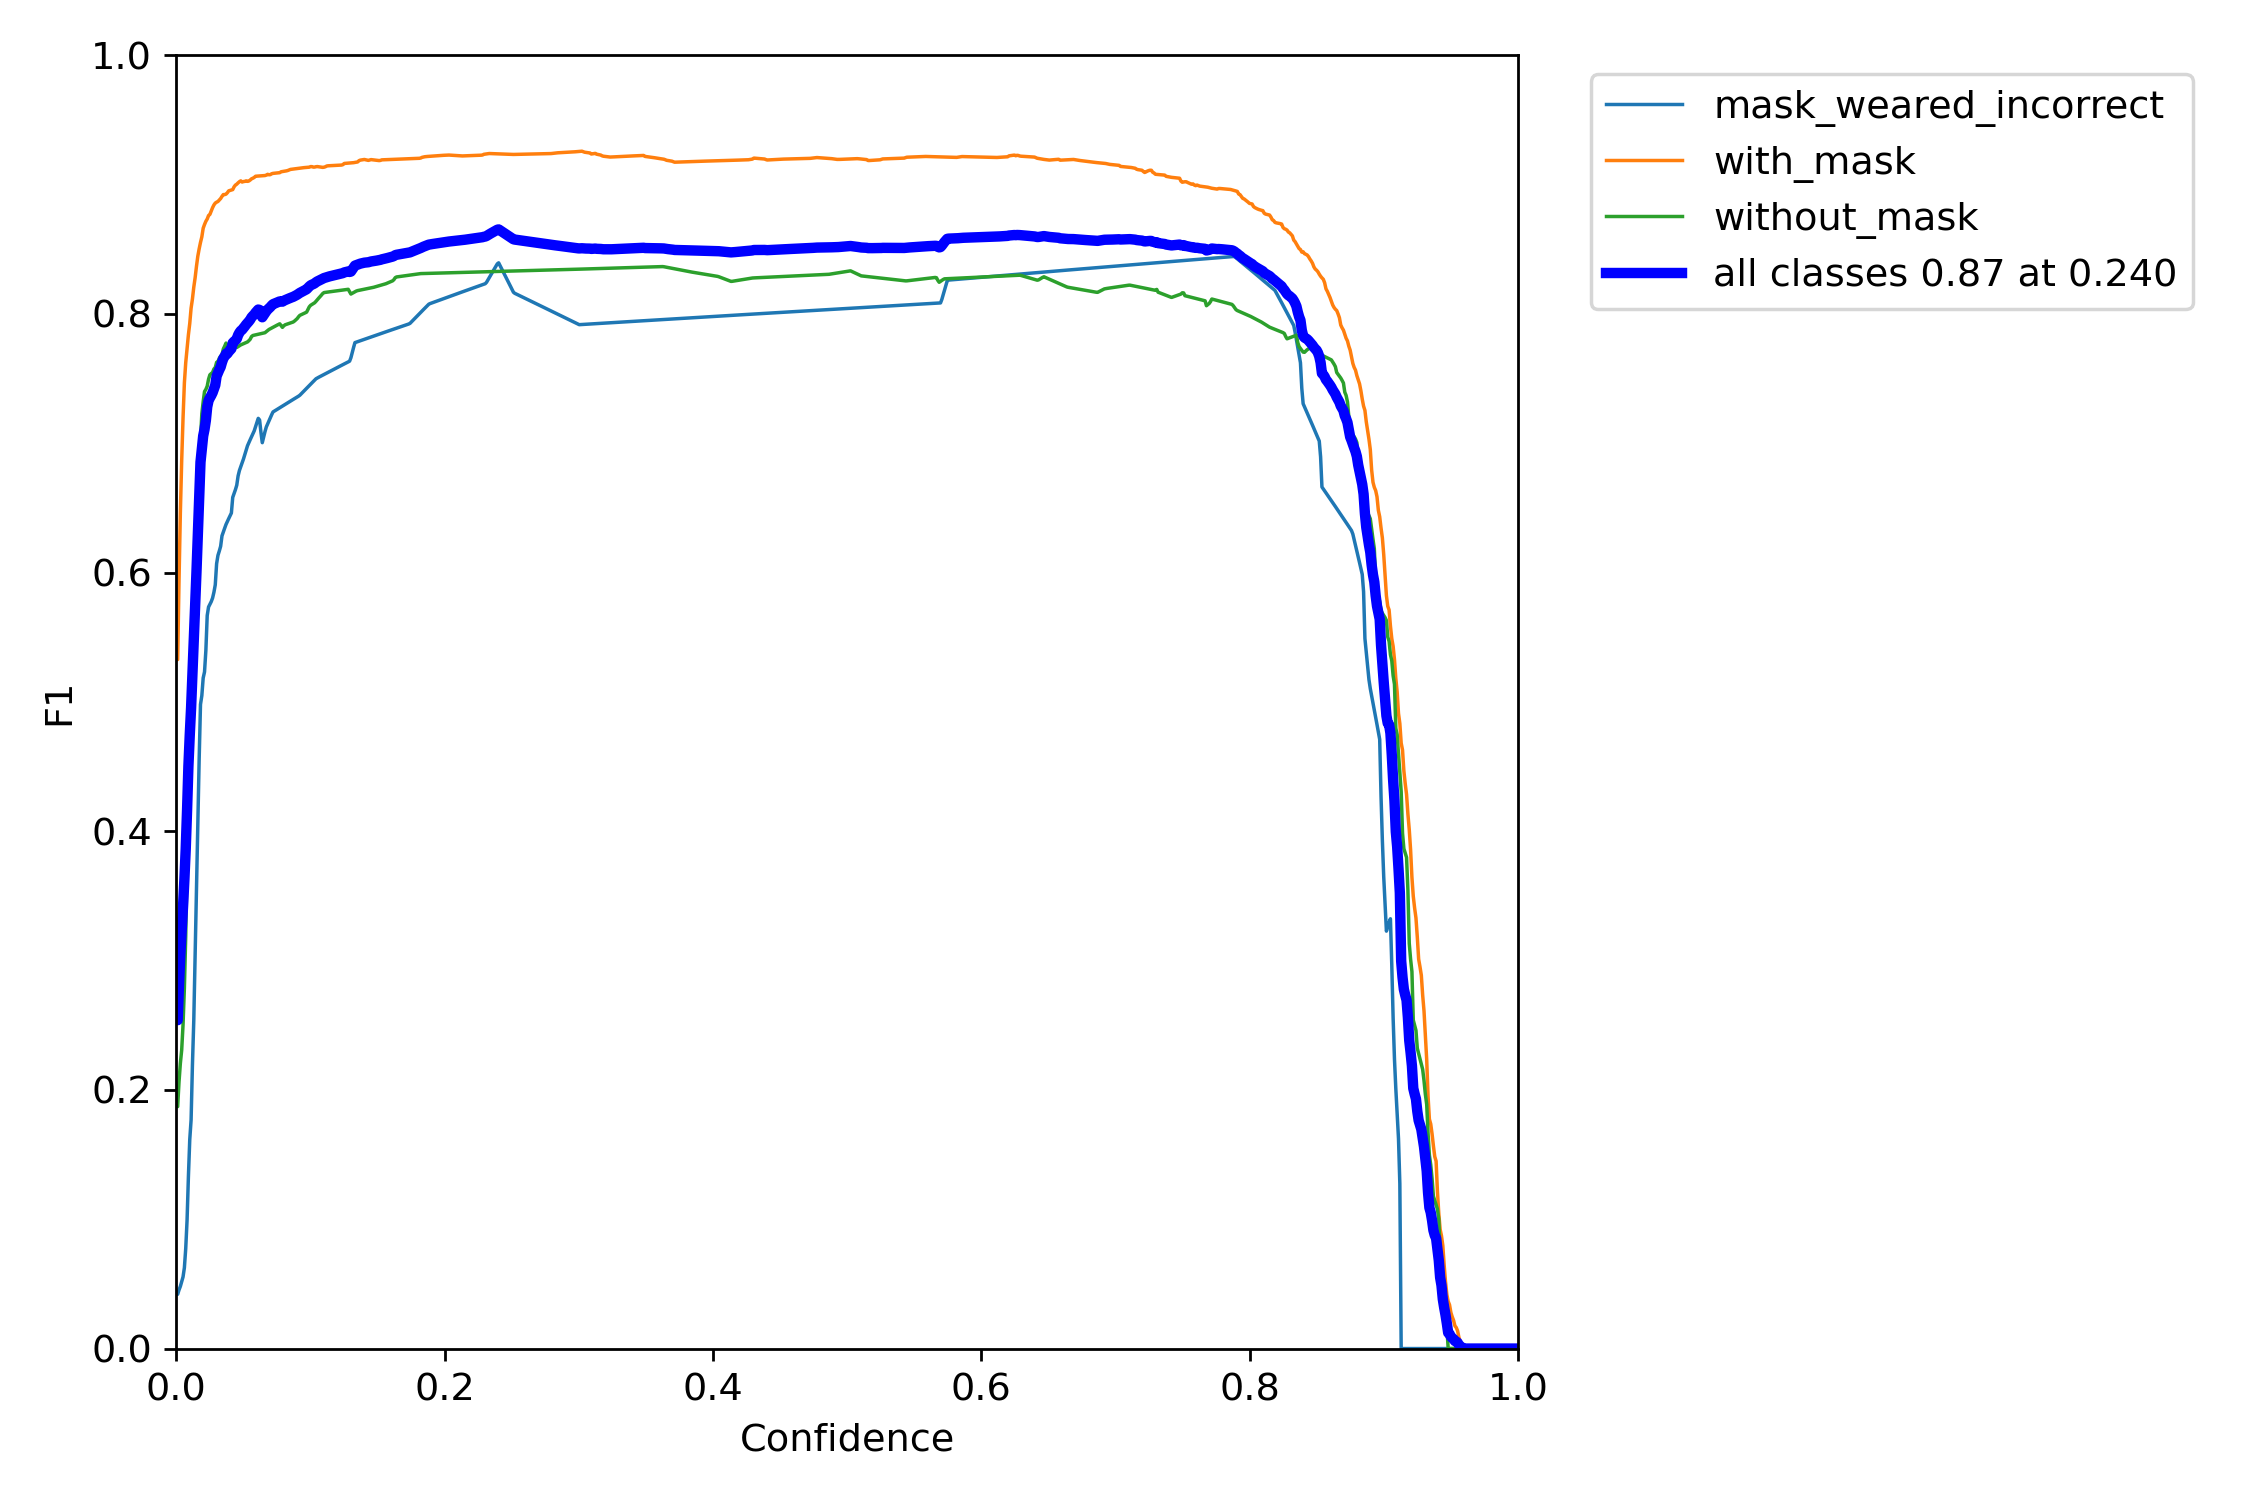 1.0
0.8
0.6
0.4
0.2
0.0
F1
0.0 0.2 0.4 0.6 0.8 1.0
Confidence
mask_weared_incorrect
with_mask
without_mask
all classes 0.87 at 0.240